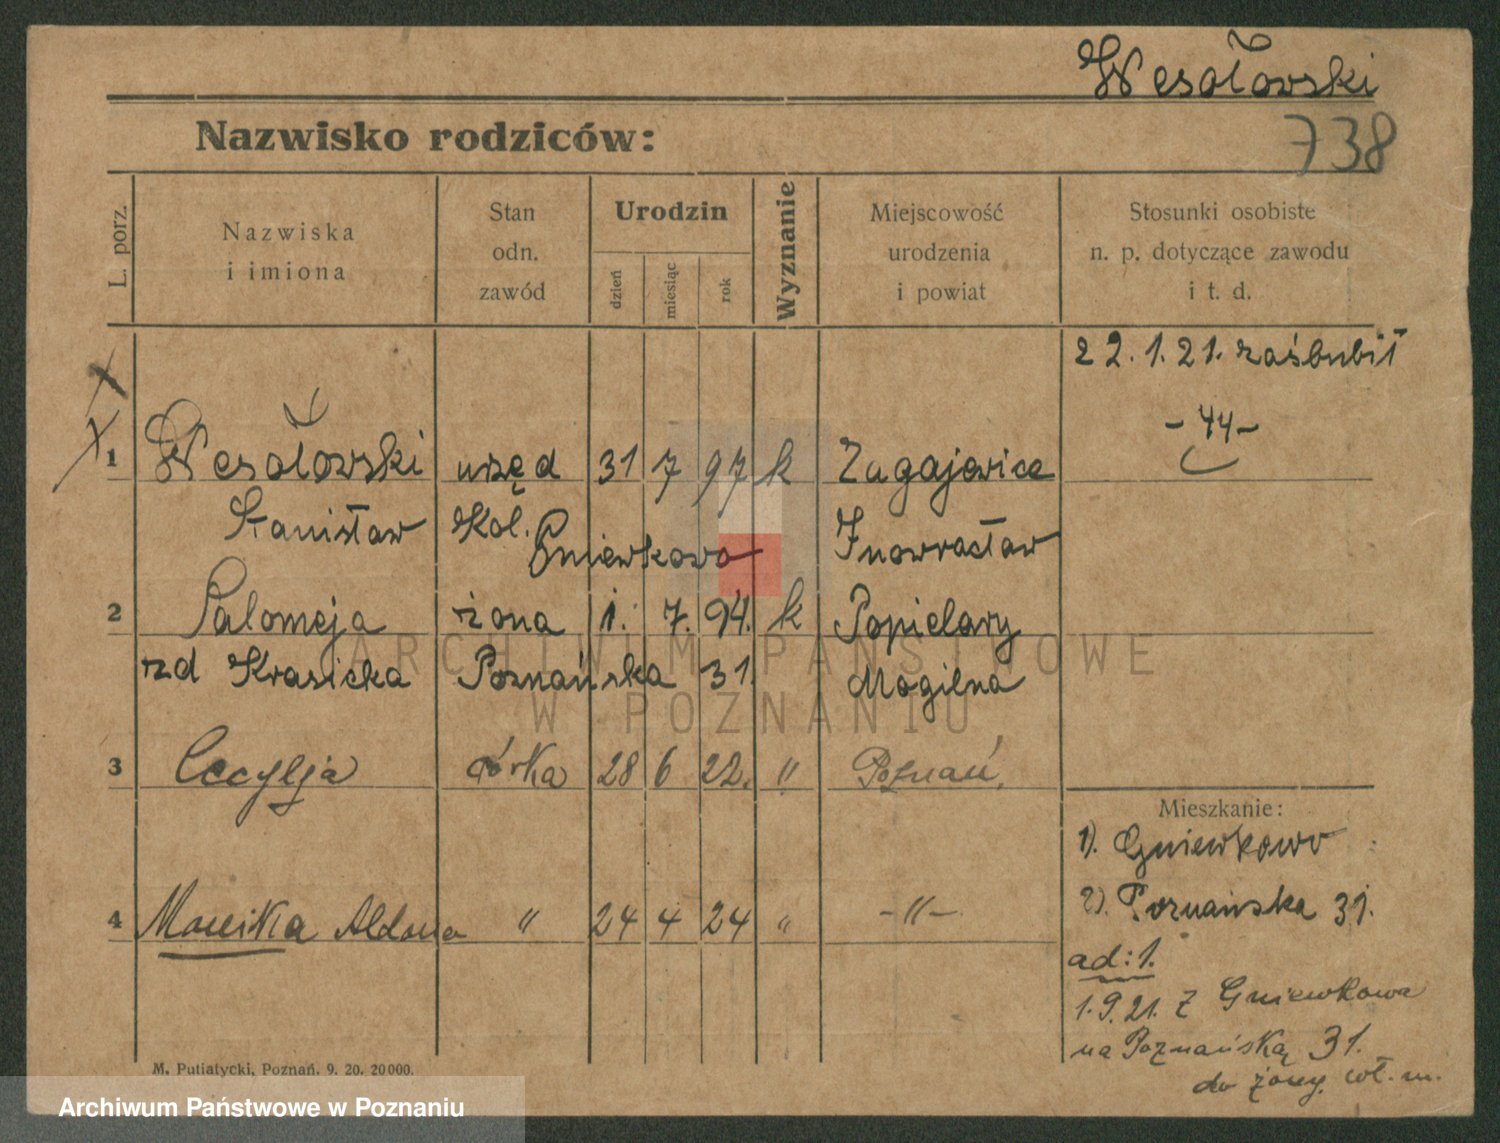 Wesołowski
Nazwisko rodziców:
738
L. porz.
Nazwiska
i imiona
Stan
odn.
zawód
Urodzin
dzień
miesiąc
rok
Wyznanie
Miejscowość
urodzenia
i powiat
Stosunki osobiste
n. p. dotyczące zawodu
i t. d.
22.1.21. zaślubił
- 44 -
1 Wesołowski urzęd 31 7 97 k Zagajewice
Stanisław Kol. Gniewkowo Inowrocław
2 Salomeja żona 1. 7. 94. k Popielary
zd Krasicka Poznańska 31. Mogilna
3 Cecylja córka 28 6 22. " Poznań,
4 Aldona " 24 4 24 " -"-
Mieszkanie:
1). Gniewkowo
2). Poznańska 31.
ad: 1.
1.9.21. z Gniewkowa
na Poznańską 31.
do żony. wł. m.
M. Putiatycki, Poznań. 9. 20. 20000.
ARCHIWUM PAŃSTWOWE
W POZNANIU
Archiwum Państwowe w Poznaniu